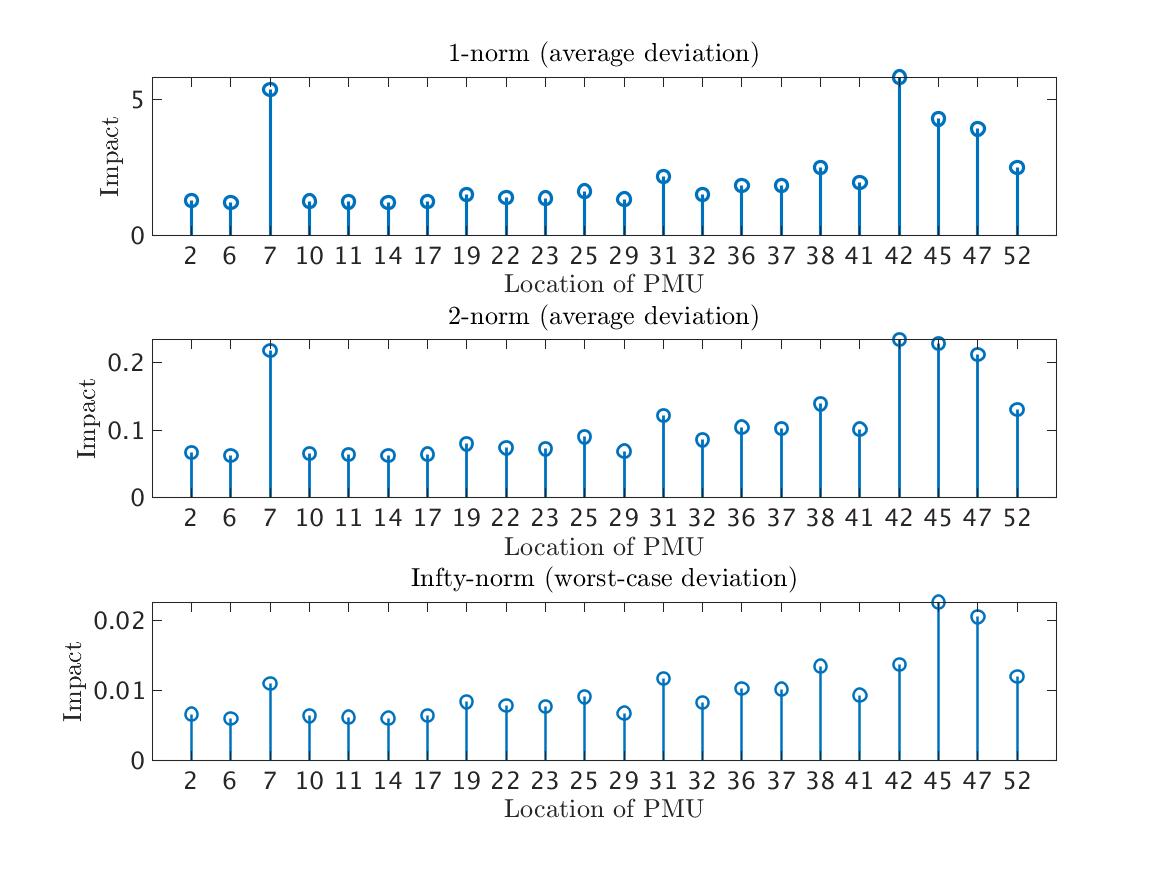 1-norm (average deviation)
5
0
Impact
2 6 7 10 11 14 17 19 22 23 25 29 31 32 36 37 38 41 42 45 47 52
Location of PMU
2-norm (average deviation)
0.2
0.1
0
Impact
2 6 7 10 11 14 17 19 22 23 25 29 31 32 36 37 38 41 42 45 47 52
Location of PMU
Infty-norm (worst-case deviation)
0.02
0.01
0
Impact
2 6 7 10 11 14 17 19 22 23 25 29 31 32 36 37 38 41 42 45 47 52
Location of PMU